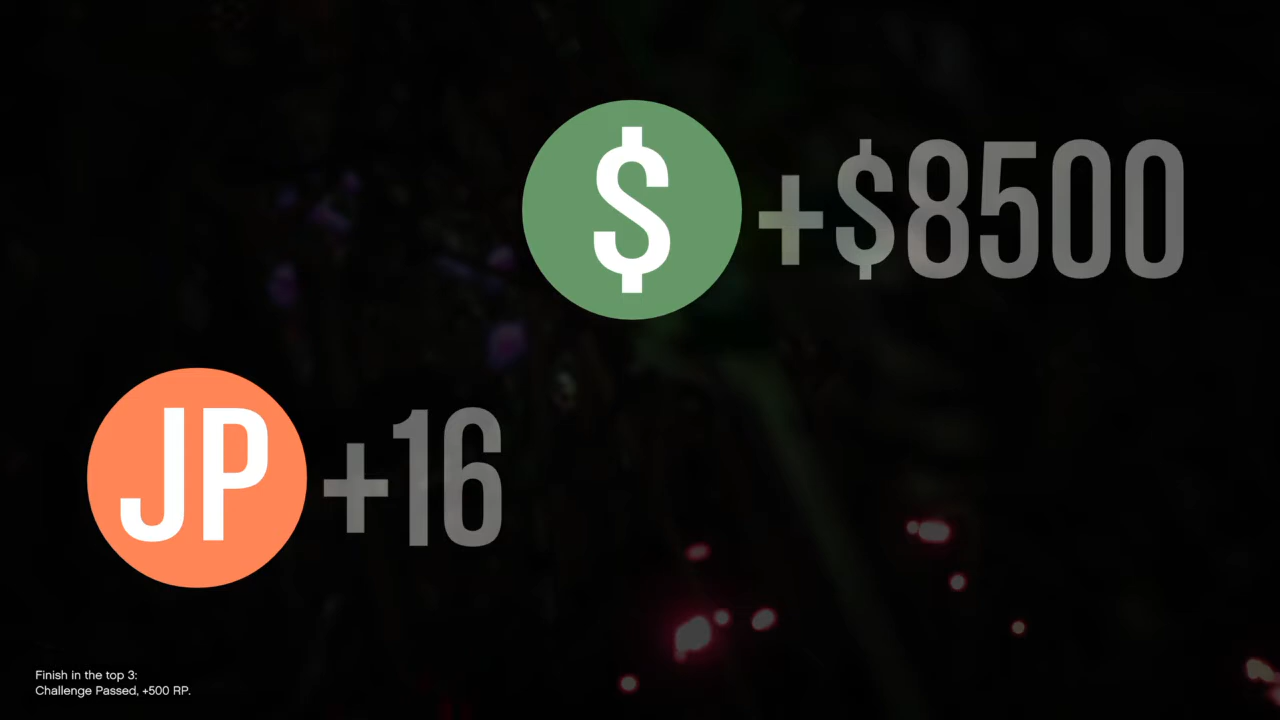 $ +$8500
JP +16
Finish in the top 3:
Challenge Passed, +500 RP.